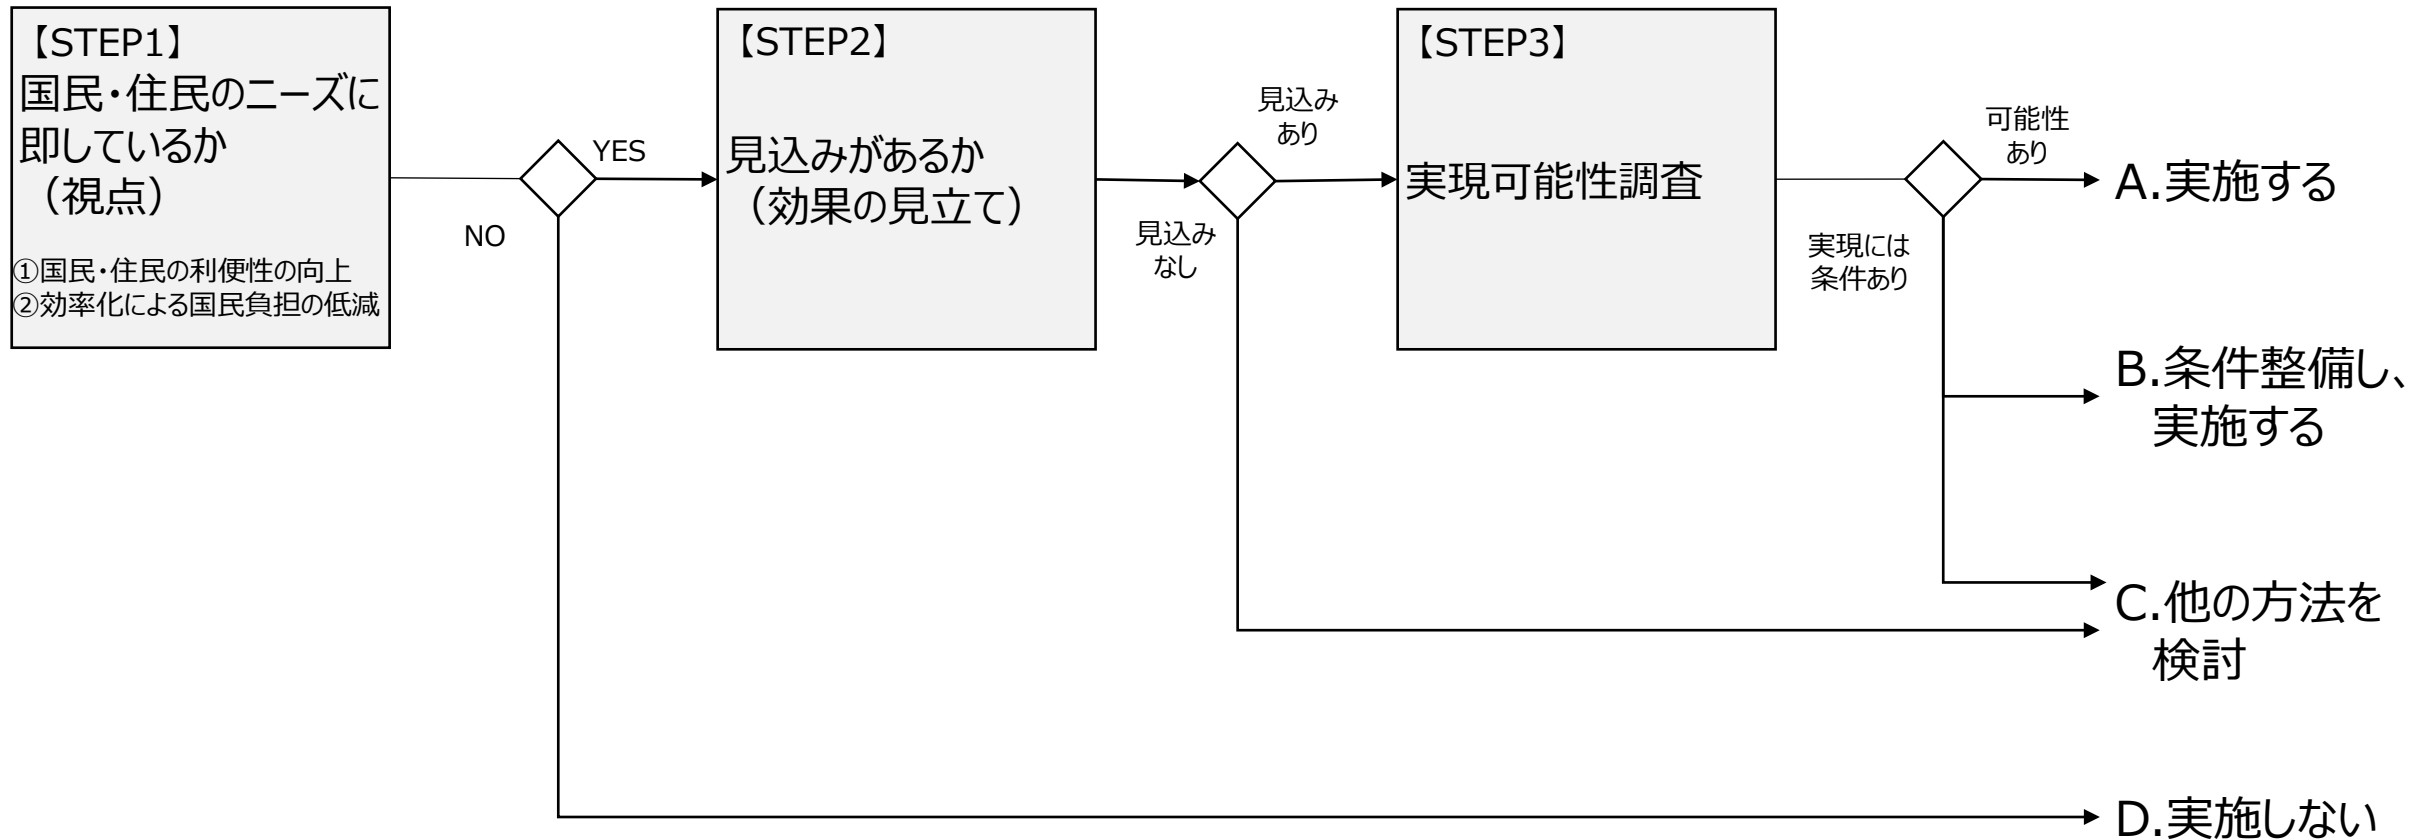 【STEP1】
国民・住民のニーズに
即しているか
（視点）
①国民・住民の利便性の向上
②効率化による国民負担の低減
YES
NO
【STEP2】
見込みがあるか
（効果の見立て）
見込み
あり
見込み
なし
【STEP3】
実現可能性調査
可能性
あり
実現には
条件あり
A.実施する
B.条件整備し、
実施する
C.他の方法を
検討
D.実施しない